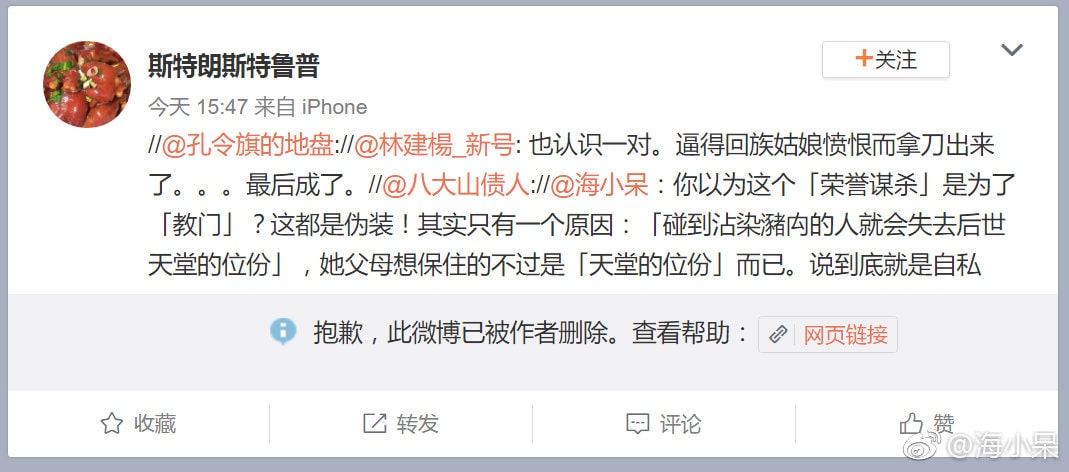 斯特朗斯特鲁普
+关注
今天 15:47 来自 iPhone
//@孔令旗的地盘://@林建楊_新号: 也认识一对。逼得回族姑娘愤恨而拿刀出来
了。。。最后成了。//@八大山债人://@海小呆：你以为这个「荣誉谋杀」是为了
「教门」？这都是伪装！其实只有一个原因：「碰到沾染豬禸的人就会失去后世
天堂的位份」，她父母想保住的不过是「天堂的位份」而已。说到底就是自私
抱歉，此微博已被作者删除。查看帮助： 网页链接
收藏 转发 评论 赞
@海小呆